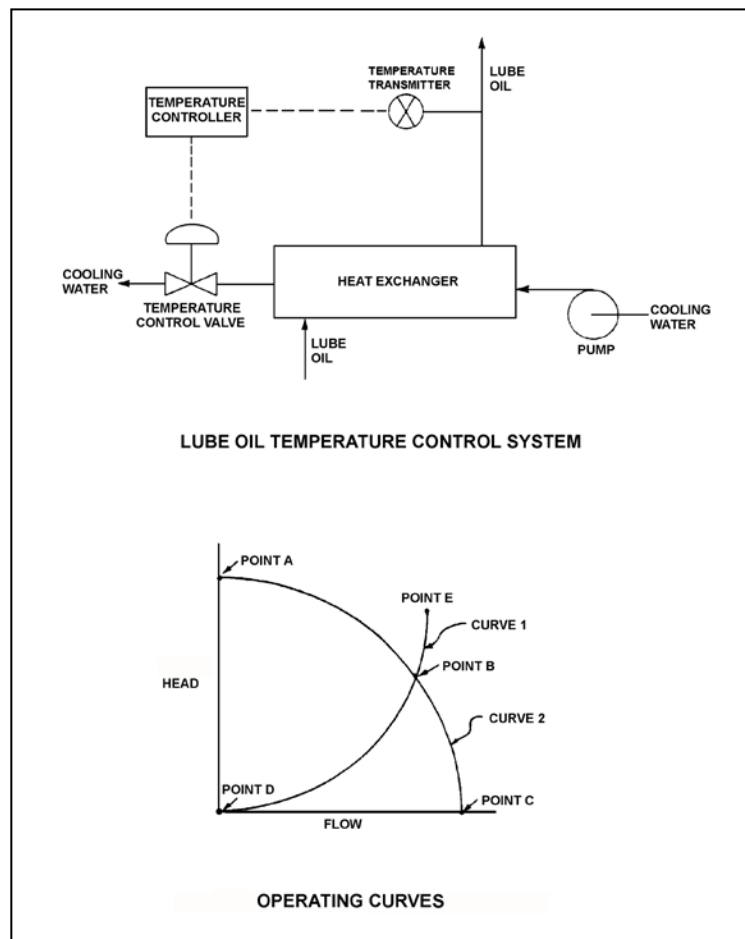 LUBE
OIL
TEMPERATURE
TRANSMITTER
TEMPERATURE
CONTROLLER
COOLING
WATER
TEMPERATURE
CONTROL VALVE
HEAT EXCHANGER
LUBE
OIL
COOLING
WATER
PUMP
LUBE OIL TEMPERATURE CONTROL SYSTEM
POINT A
POINT E
CURVE 1
POINT B
HEAD
CURVE 2
POINT D
POINT C
FLOW
OPERATING CURVES